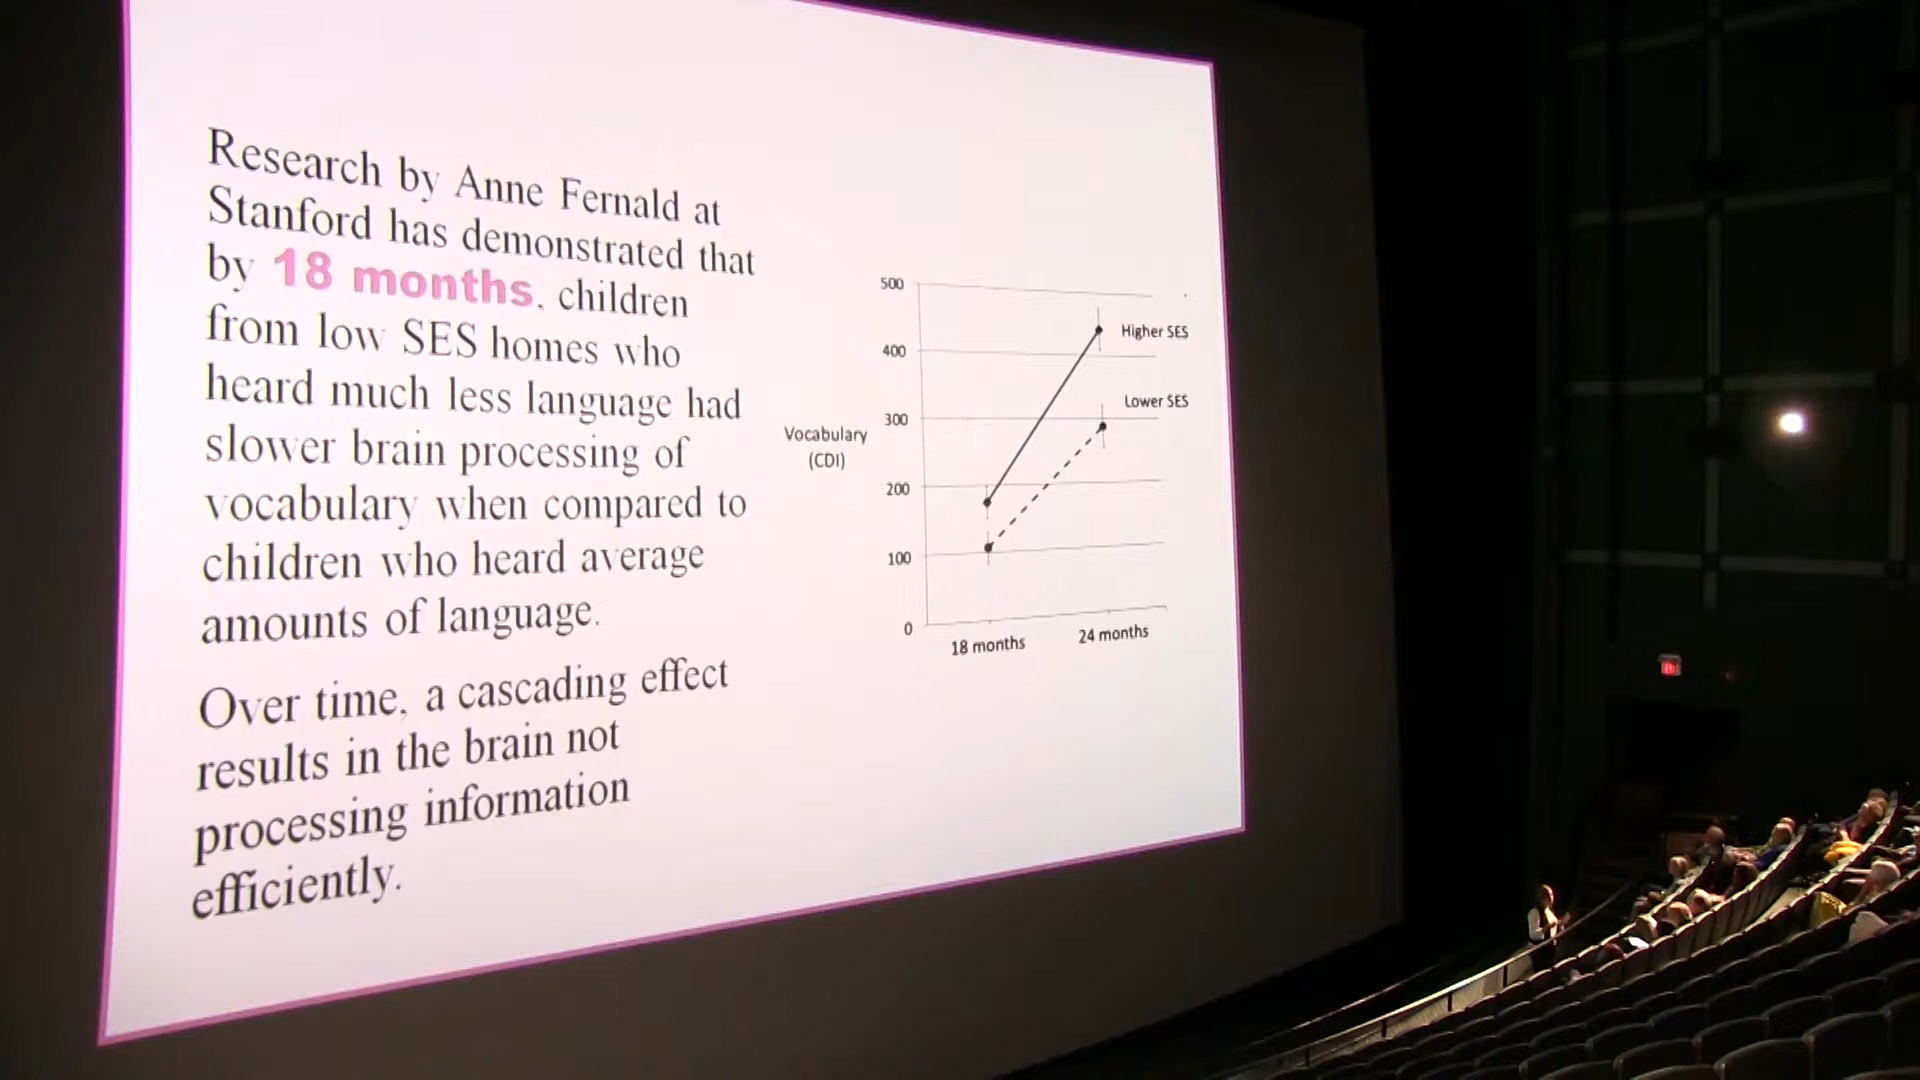 Research by Anne Fernald at
Stanford has demonstrated that
by 18 months, children
from low SES homes who
heard much less language had
slower brain processing of
vocabulary when compared to
children who heard average
amounts of language.
Over time, a cascading effect
results in the brain not
processing information
efficiently.
Vocabulary
(CDI)
500
400
300
200
100
0
Higher SES
Lower SES
18 months
24 months
EXIT